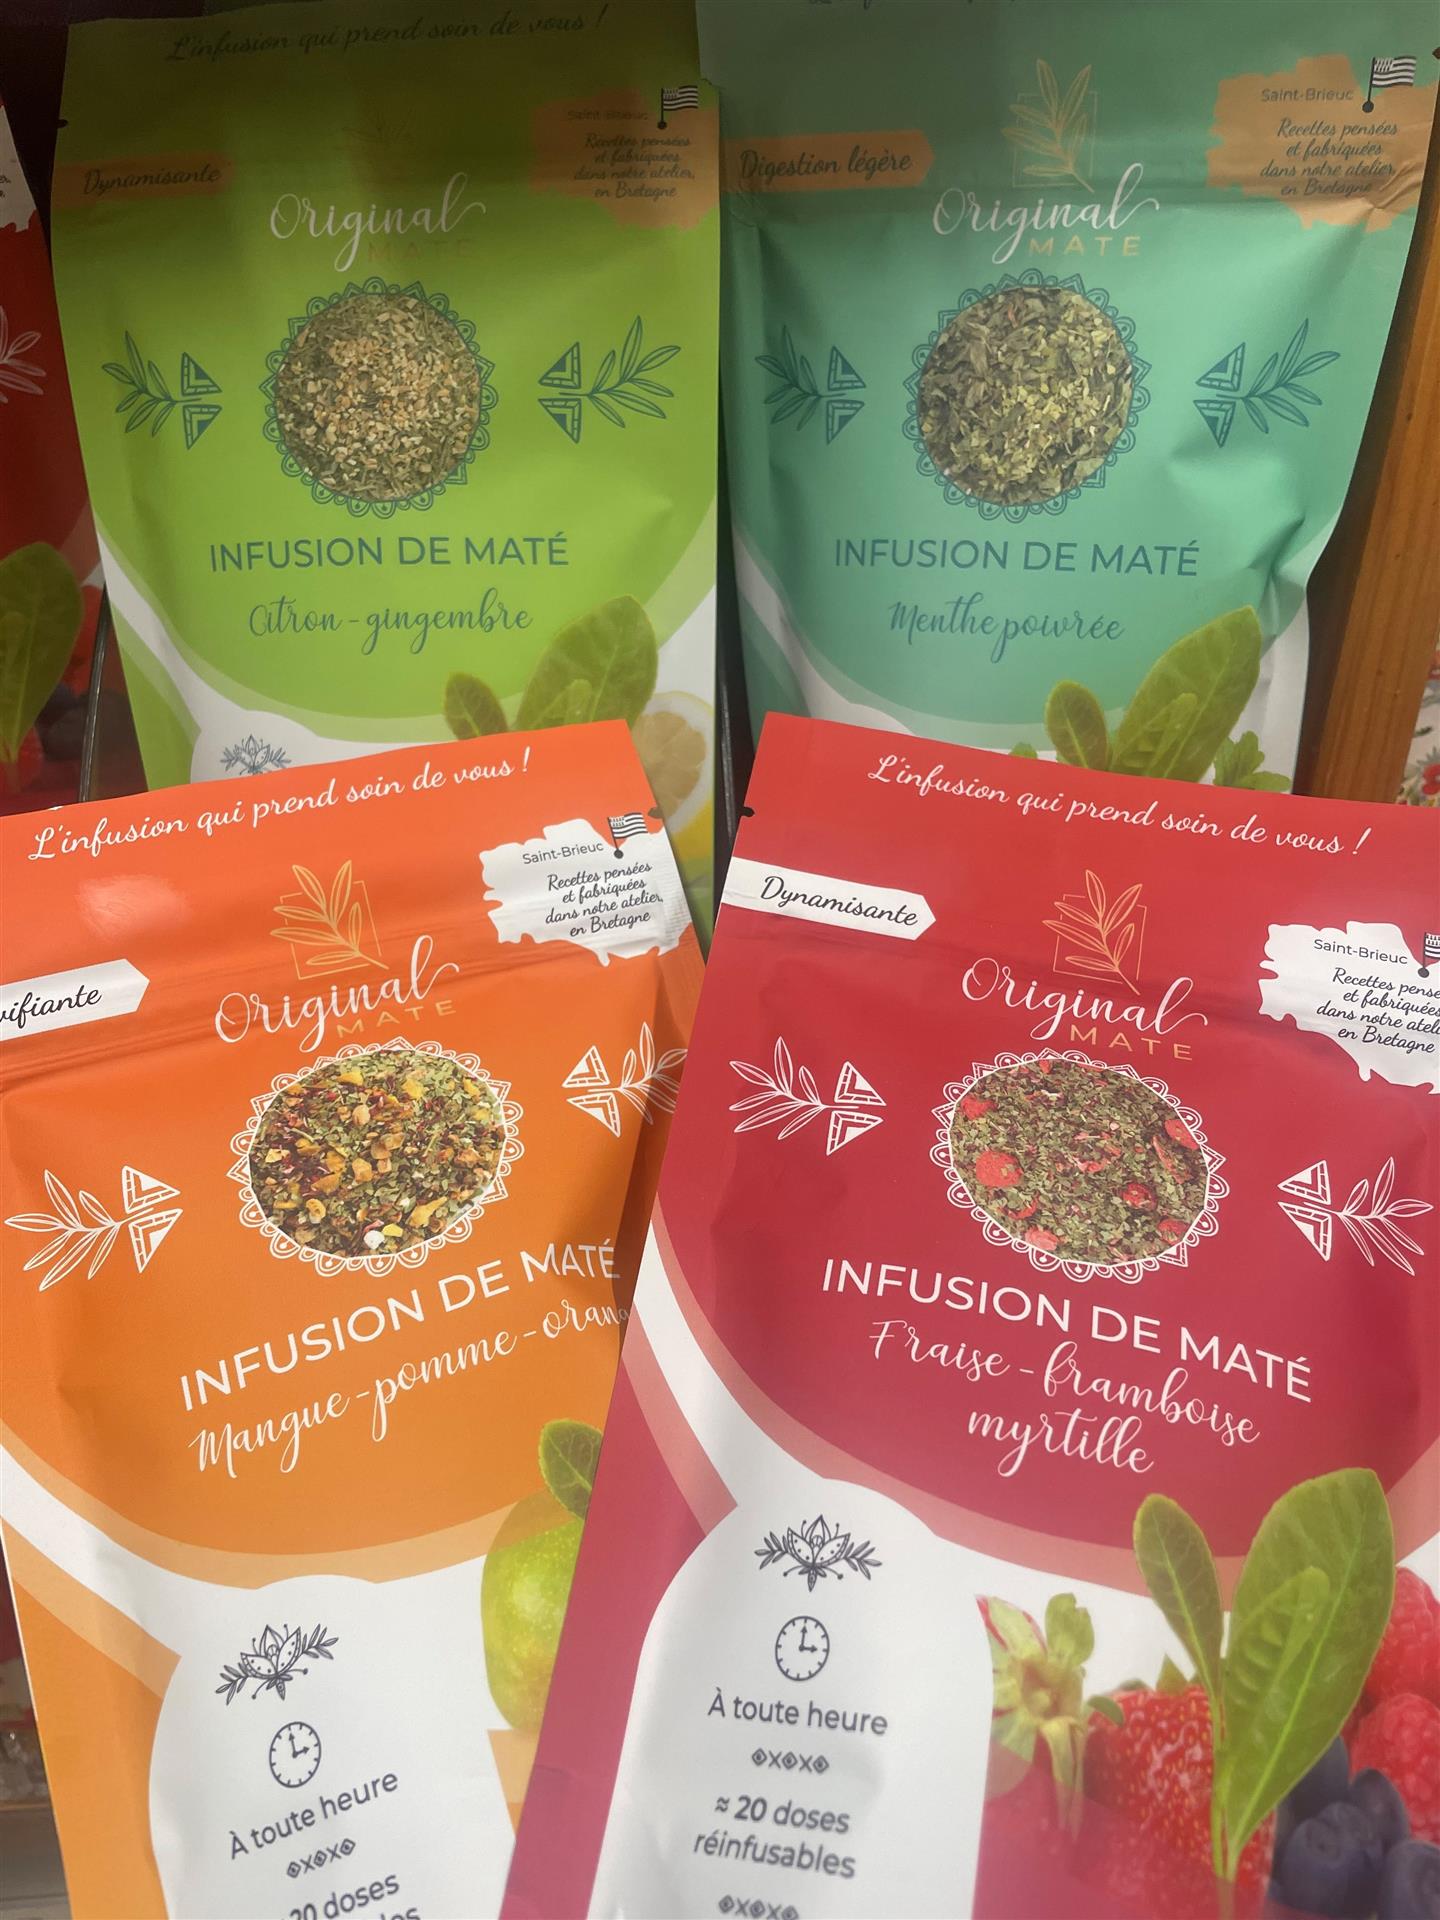 L'infusion qui prend soin de vous !
Dynamisante
Saint-Brieuc
Recettes pensées
et fabriquées
dans notre atelier,
en Bretagne
Original
MATE
INFUSION DE MATÉ
Citron - gingembre
Digestion légère
Saint-Brieuc
Recettes pensées
et fabriquées
dans notre atelier,
en Bretagne
Original
MATE
INFUSION DE MATÉ
Menthe poivrée
L'infusion qui prend soin de vous !
Saint-Brieuc
Recettes pensées
et fabriquées
dans notre atelier,
en Bretagne
Original
MATE
INFUSION DE MATÉ
Mangue - pomme -
À toute heure
20 doses
L'infusion qui prend soin de vous !
Dynamisante
Saint-Brieuc
Recettes
et fabriquées
dans notre
en Bretagne
Original
MATE
INFUSION DE MATÉ
Fraise - framboise
myrtille
À toute heure
≈ 20 doses
réinfusables